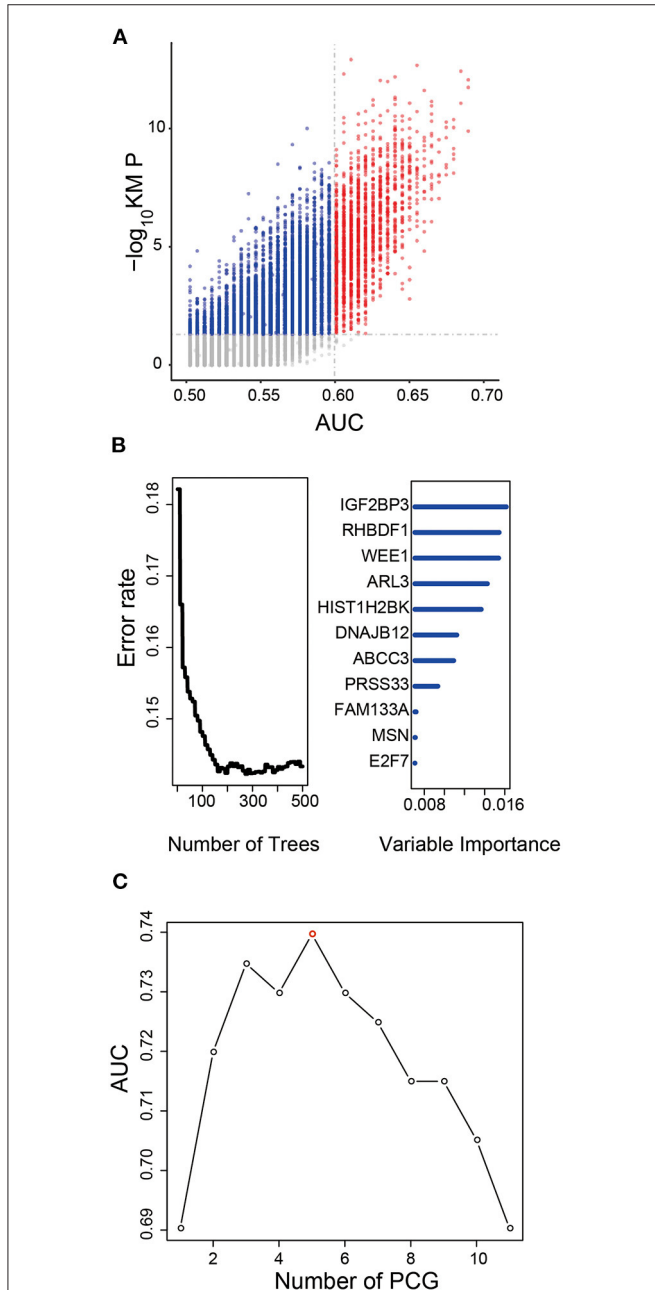 A
−log10 KM P
10
5
0
0.50 0.55 0.60 0.65 0.70
AUC
B
Error rate
0.18
0.17
0.16
0.15
100 300 500
Number of Trees
IGF2BP3
RHBDF1
WEE1
ARL3
HIST1H2BK
DNAJB12
ABCC3
PRSS33
FAM133A
MSN
E2F7
0.008 0.016
Variable Importance
C
AUC
0.74
0.73
0.72
0.71
0.70
0.69
2 4 6 8 10
Number of PCG